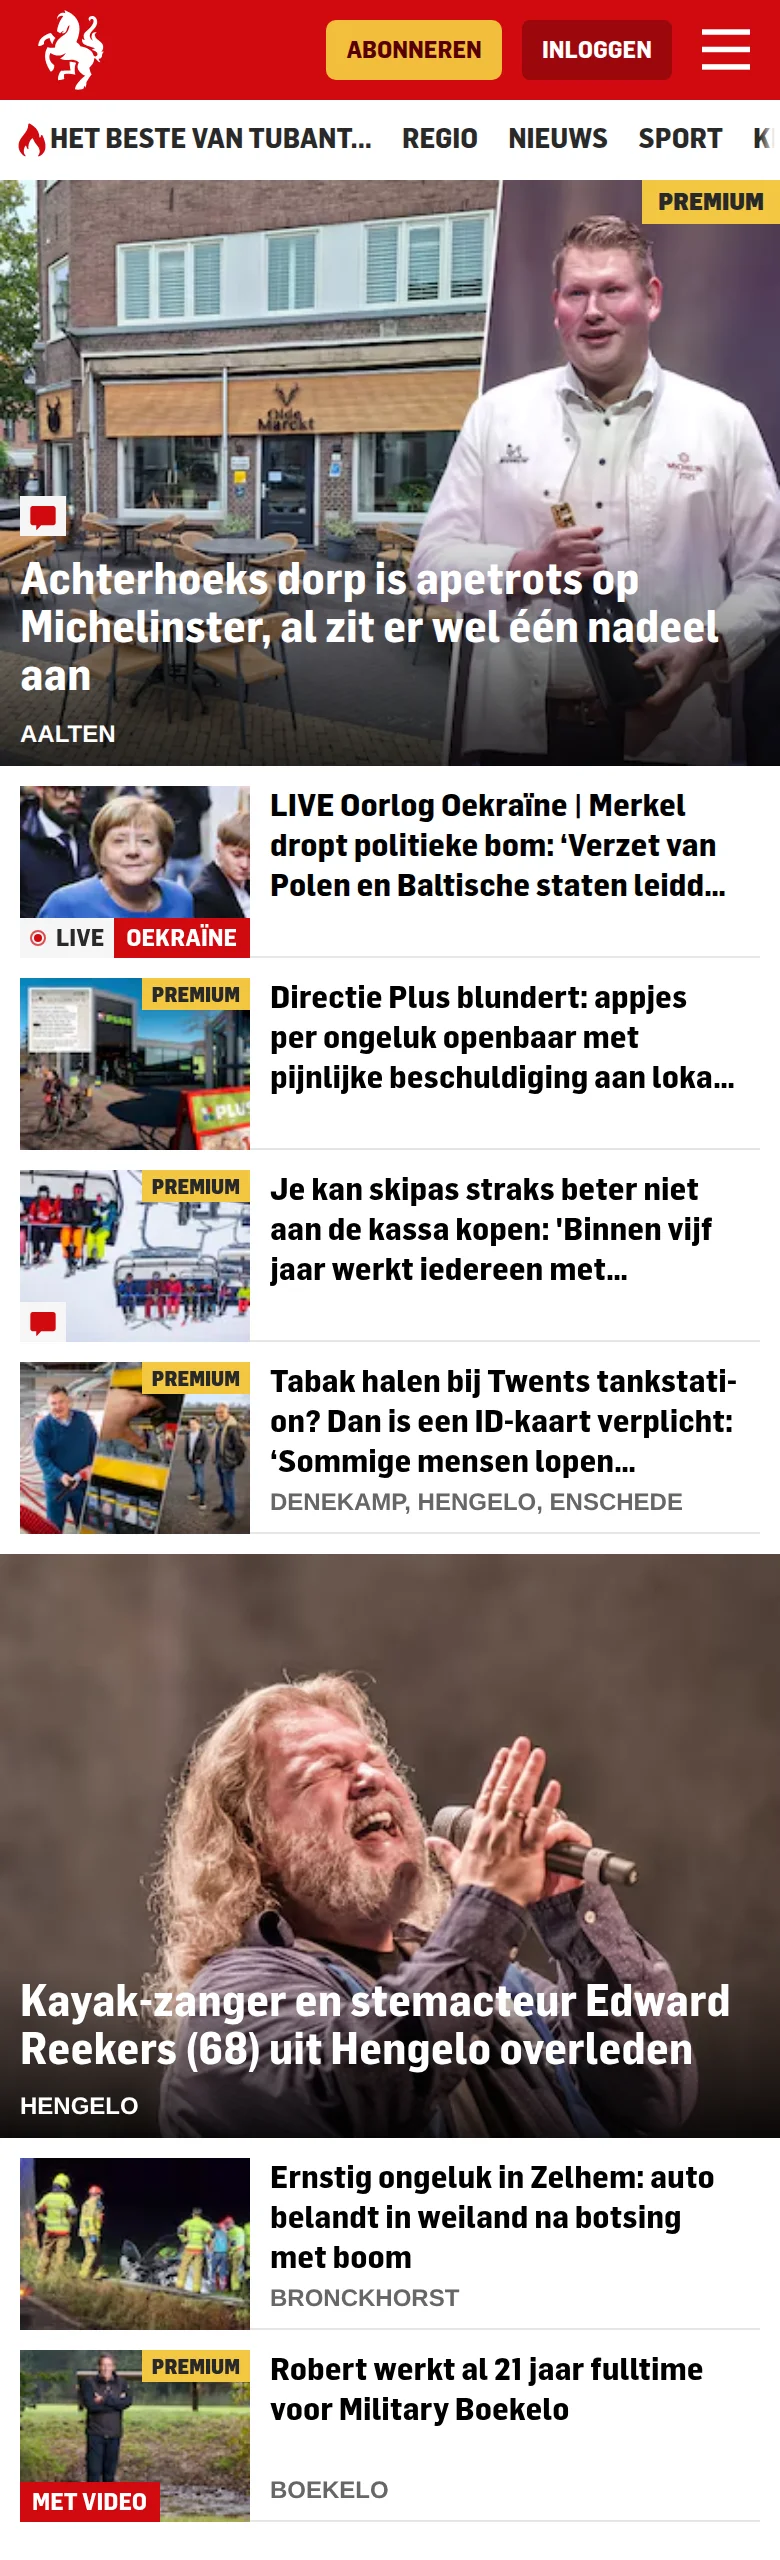 ABONNEREN
INLOGGEN
HET BESTE VAN TUBANT...
REGIO
NIEUWS
SPORT
PREMIUM
Olde
Marckt
Achterhoeks dorp is apetrots op
Michelinster, al zit er wel één nadeel
aan
AALTEN
LIVE Oorlog Oekraïne | Merkel
dropt politieke bom: ‘Verzet van
Polen en Baltische staten leidd...
LIVE
OEKRAÏNE
PREMIUM
PLUS
PLUS
Directie Plus blundert: appjes
per ongeluk openbaar met
pijnlijke beschuldiging aan loka...
PREMIUM
Je kan skipas straks beter niet
aan de kassa kopen: 'Binnen vijf
jaar werkt iedereen met...
PREMIUM
Tabak halen bij Twents tankstati-
on? Dan is een ID-kaart verplicht:
‘Sommige mensen lopen...
DENEKAMP, HENGELO, ENSCHEDE
Kayak-zanger en stemacteur Edward
Reekers (68) uit Hengelo overleden
HENGELO
Ernstig ongeluk in Zelhem: auto
belandt in weiland na botsing
met boom
BRONCKHORST
PREMIUM
MET VIDEO
Robert werkt al 21 jaar fulltime
voor Military Boekelo
BOEKELO